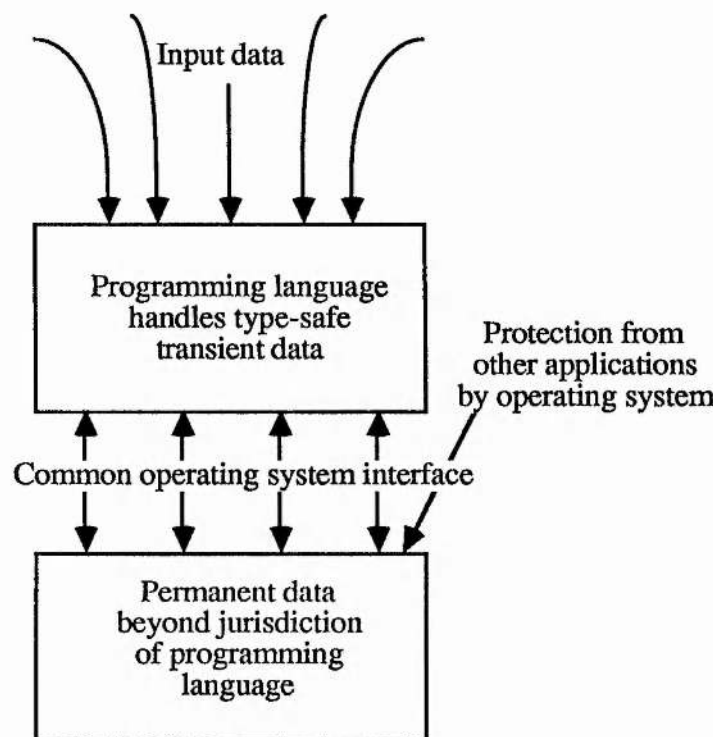 Input data
Programming language
handles type-safe
transient data
Protection from
other applications
by operating system
Common operating system interface
Permanent data
beyond jurisdiction
of programming
language